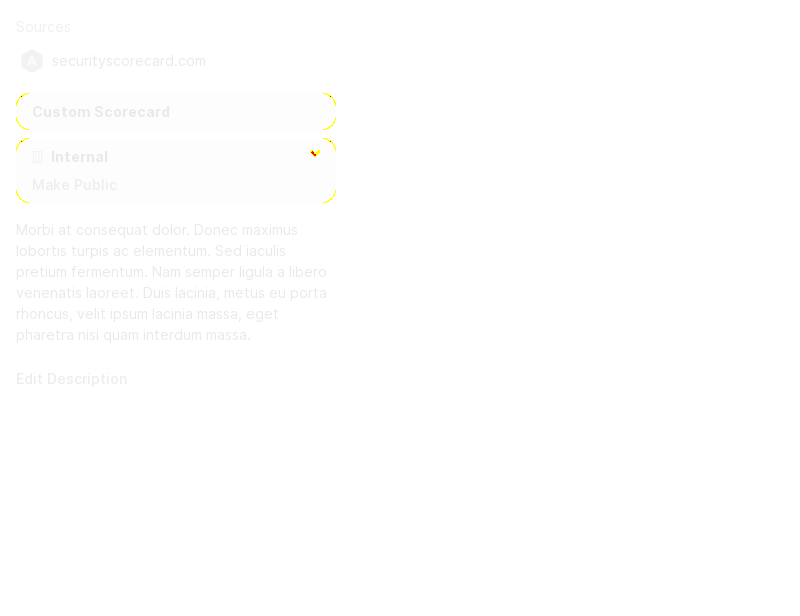 Sources
A securityscorecard.com
Custom Scorecard
Internal
Make Public
Morbi at consequat dolor. Donec maximus
lobortis turpis ac elementum. Sed iaculis
pretium fermentum. Nam semper ligula a libero
venenatis laoreet. Duis lacinia, metus eu porta
rhoncus, velit ipsum lacinia massa, eget
pharetra nisi quam interdum massa.
Edit Description